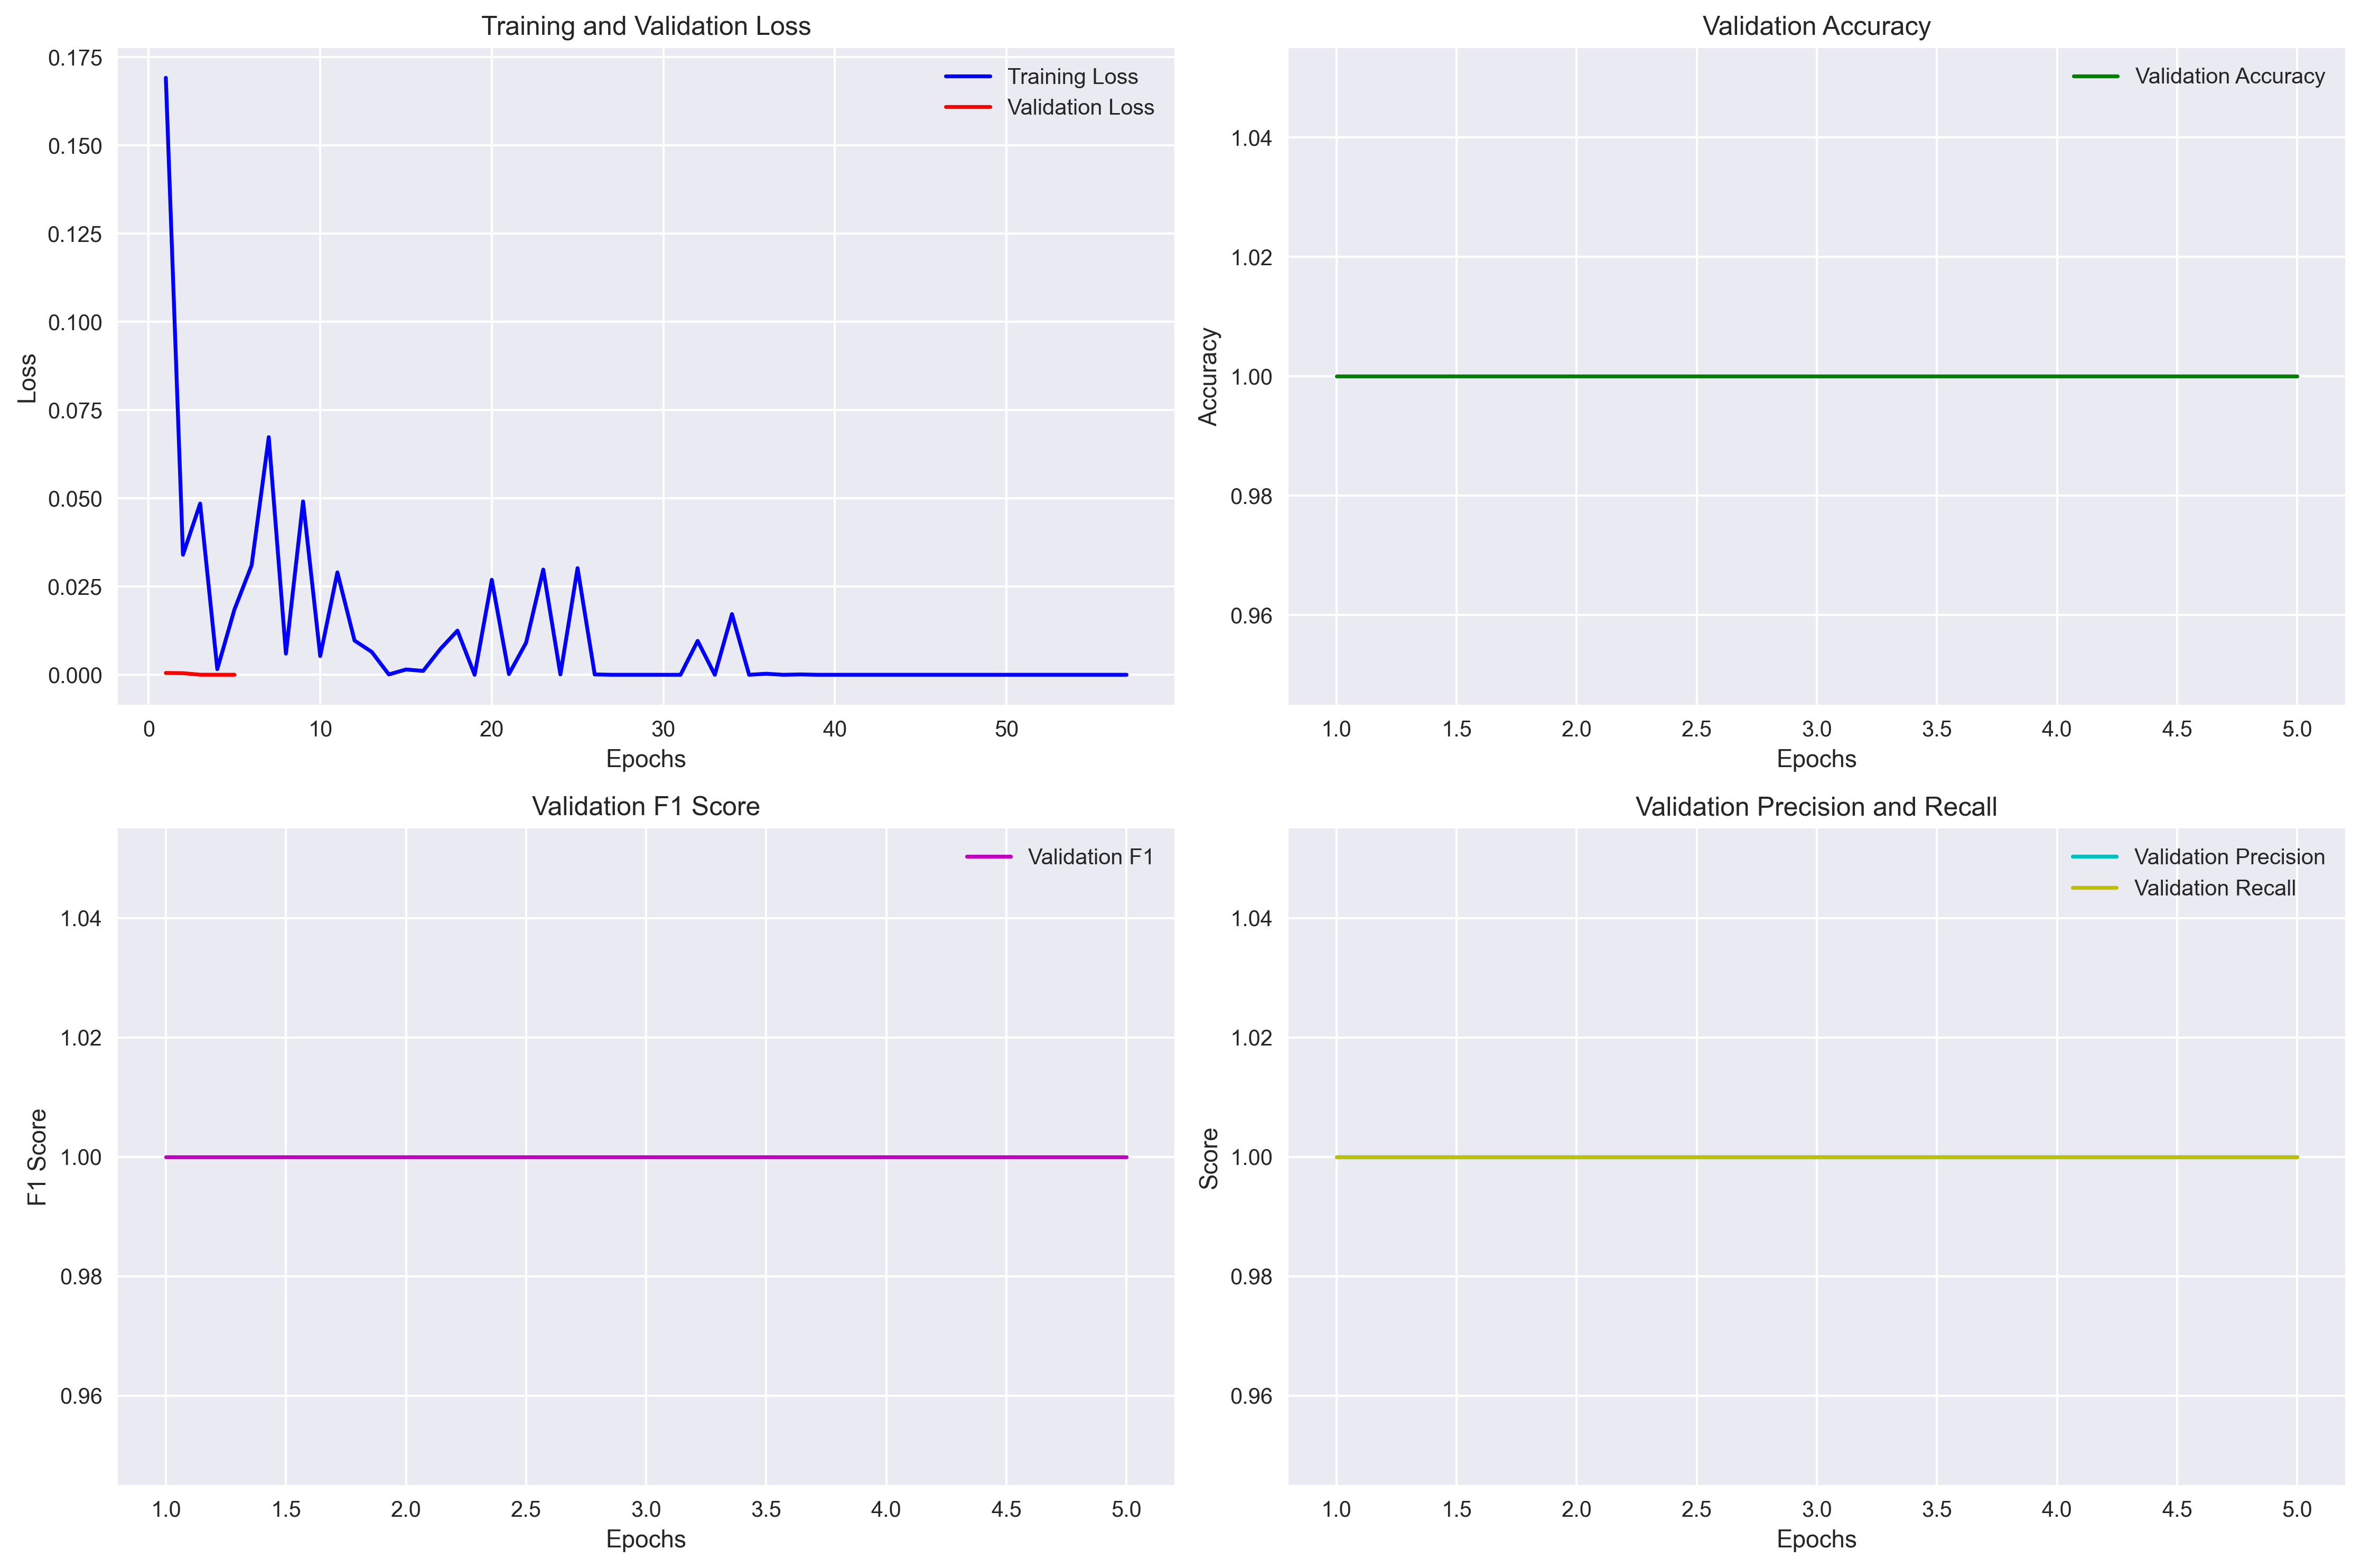 Training and Validation Loss
0.175
0.150
0.125
0.100
0.075
0.050
0.025
0.000
Loss
Training Loss
Validation Loss
0 10 20 30 40 50
Epochs
Validation Accuracy
1.04
1.02
1.00
0.98
0.96
Accuracy
Validation Accuracy
1.0 1.5 2.0 2.5 3.0 3.5 4.0 4.5 5.0
Epochs
Validation F1 Score
1.04
1.02
1.00
0.98
0.96
F1 Score
Validation F1
1.0 1.5 2.0 2.5 3.0 3.5 4.0 4.5 5.0
Epochs
Validation Precision and Recall
1.04
1.02
1.00
0.98
0.96
Score
Validation Precision
Validation Recall
1.0 1.5 2.0 2.5 3.0 3.5 4.0 4.5 5.0
Epochs